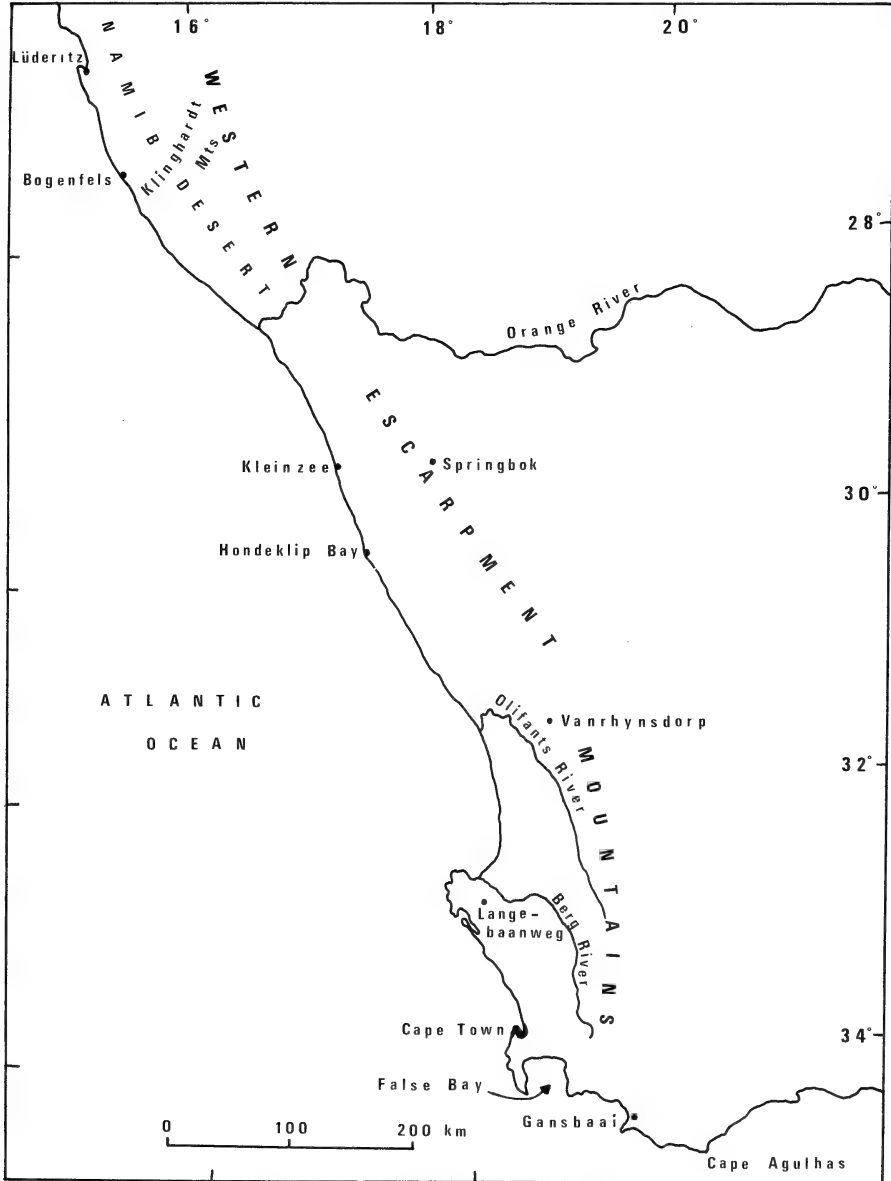 16° 18° 20°
Lüderitz
NAMIB DESERT
WESTERN
Klinghardt
Mts
Bogenfels
28°
Orange River
ESCARPMENT
Kleinzee
Springbok
30°
Hondeklip Bay
ATLANTIC
OCEAN
Olifants River
Vanrhynsdorp
MOUNTAINS
32°
Lange-
baanweg
Berg River
Cape Town
34°
False Bay
Gansbaai
0 100 200 km
Cape Agulhas